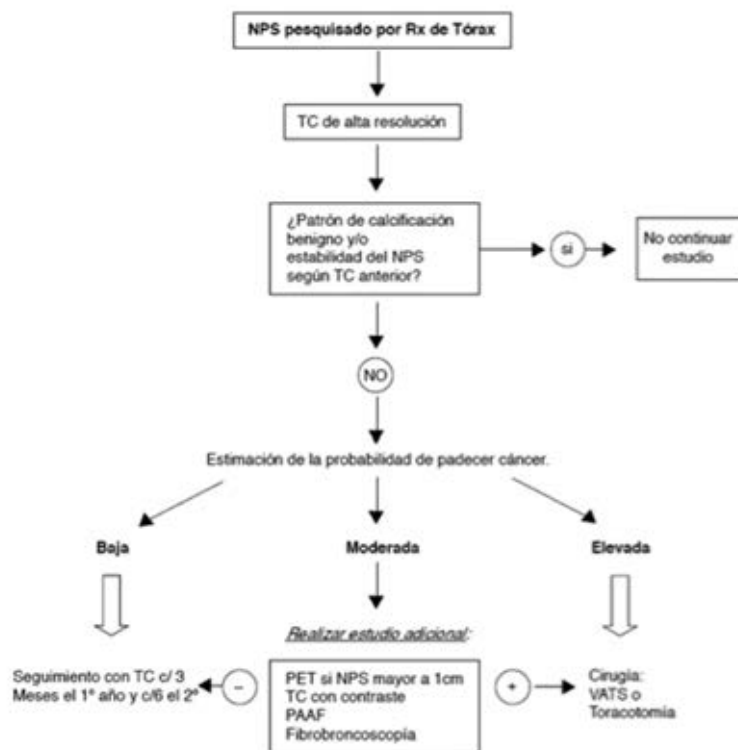 NPS pesquisado por Rx de Tórax
TC de alta resolución
¿Patrón de calcificación
benigno y/o
estabilidad del NPS
según TC anterior?
si
No continuar
estudio
NO
Estimación de la probabilidad de padecer cáncer.
Baja
Moderada
Elevada
Realizar estudio adicional:
Seguimiento con TC c/ 3
Meses el 1º año y c/6 el 2º
–
PET si NPS mayor a 1cm
TC con contraste
PAAF
Fibrobroncoscopía
+
Cirugía:
VATS o
Toracotomía